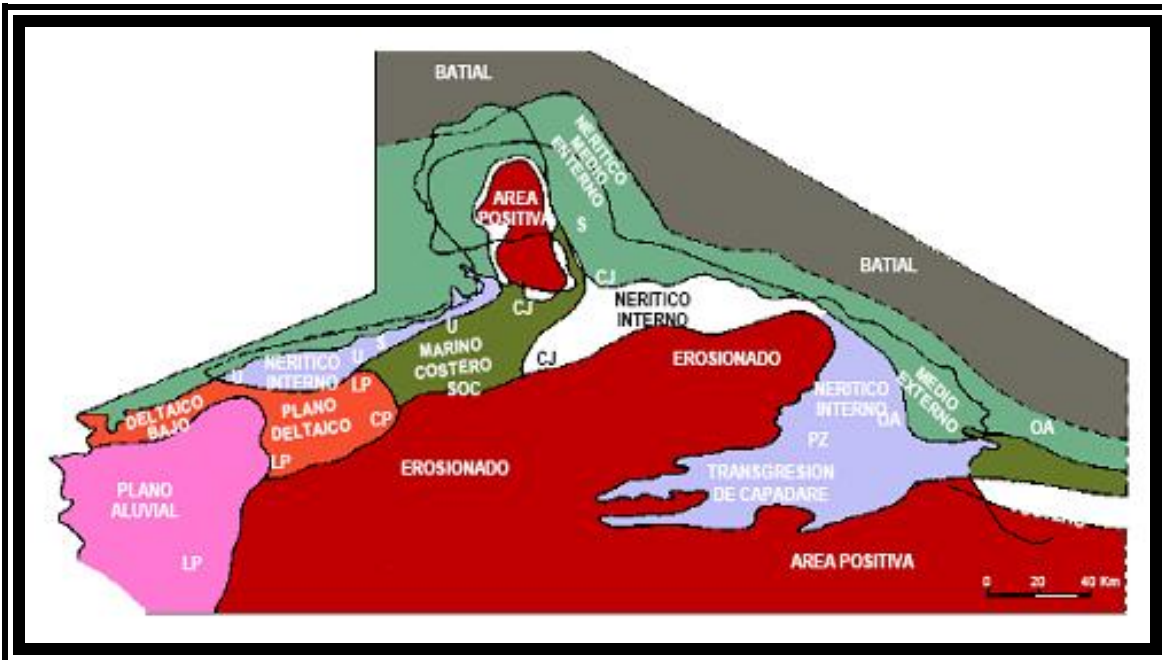 BATIAL
NERITICO
MEDIO
ENTERNO
AREA
POSITIVA
S
BATIAL
CJ
NERITICO
INTERNO
CJ
U
MARINO
COSTERO
SOC
CJ
EROSIONADO
S
U
NERITICO
INTERNO
U
LP
DELTAICO
BAJO
PLANO
DELTAICO
CP
LP
PLANO
ALUVIAL
LP
EROSIONADO
NERITICO
INTERNO
OA
MEDIO
EXTERNO
OA
PZ
TRANSGRESION
DE CAPADARE
AREA POSITIVA
0 20 40 Km